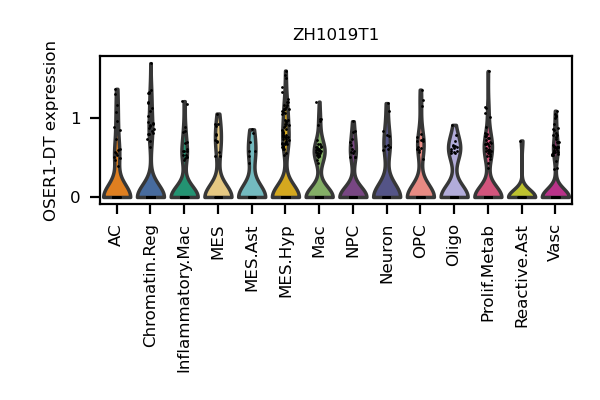 ZH1019T1
OSER1-DT expression
1
0
AC
Chromatin.Reg
Inflammatory.Mac
MES
MES.Ast
MES.Hyp
Mac
NPC
Neuron
OPC
Oligo
Prolif.Metab
Reactive.Ast
Vasc